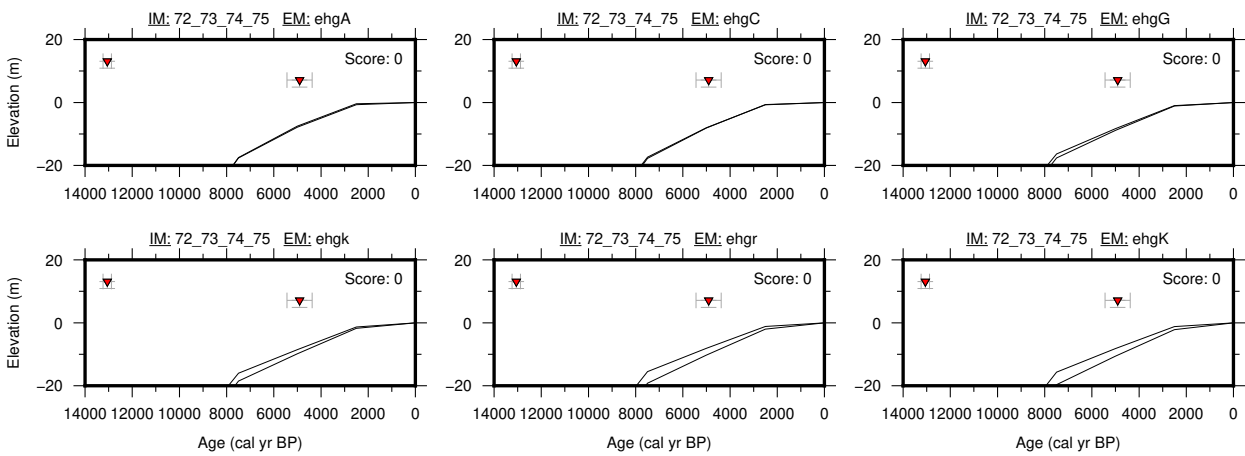 IM: 72_73_74_75 EM: ehgA IM: 72_73_74_75 EM: ehgC IM: 72_73_74_75 EM: ehgG
20 Score: 0 20 Score: 0 20 Score: 0
Elevation (m)
0 0 0
−20 −20 −20
14000 12000 10000 8000 6000 4000 2000 0 14000 12000 10000 8000 6000 4000 2000 0 14000 12000 10000 8000 6000 4000 2000 0
IM: 72_73_74_75 EM: ehgk IM: 72_73_74_75 EM: ehgr IM: 72_73_74_75 EM: ehgK
20 Score: 0 20 Score: 0 20 Score: 0
Elevation (m)
0 0 0
−20 −20 −20
14000 12000 10000 8000 6000 4000 2000 0 14000 12000 10000 8000 6000 4000 2000 0 14000 12000 10000 8000 6000 4000 2000 0
Age (cal yr BP) Age (cal yr BP) Age (cal yr BP)